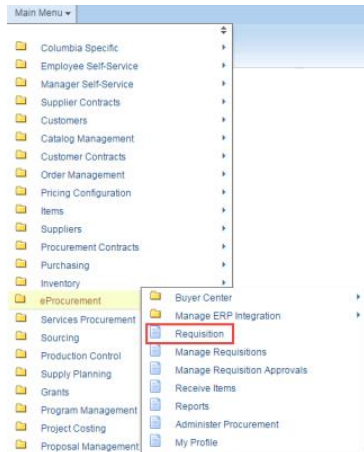 Main Menu
Columbia Specific
Employee Self-Service
Manager Self-Service
Supplier Contracts
Customers
Catalog Management
Customer Contracts
Order Management
Pricing Configuration
Items
Suppliers
Procurement Contracts
Purchasing
Inventory
eProcurement
Services Procurement
Sourcing
Production Control
Supply Planning
Grants
Program Management
Project Costing
Proposal Management
Buyer Center
Manage ERP Integration
Requisition
Manage Requisitions
Manage Requisition Approvals
Receive Items
Reports
Administer Procurement
My Profile